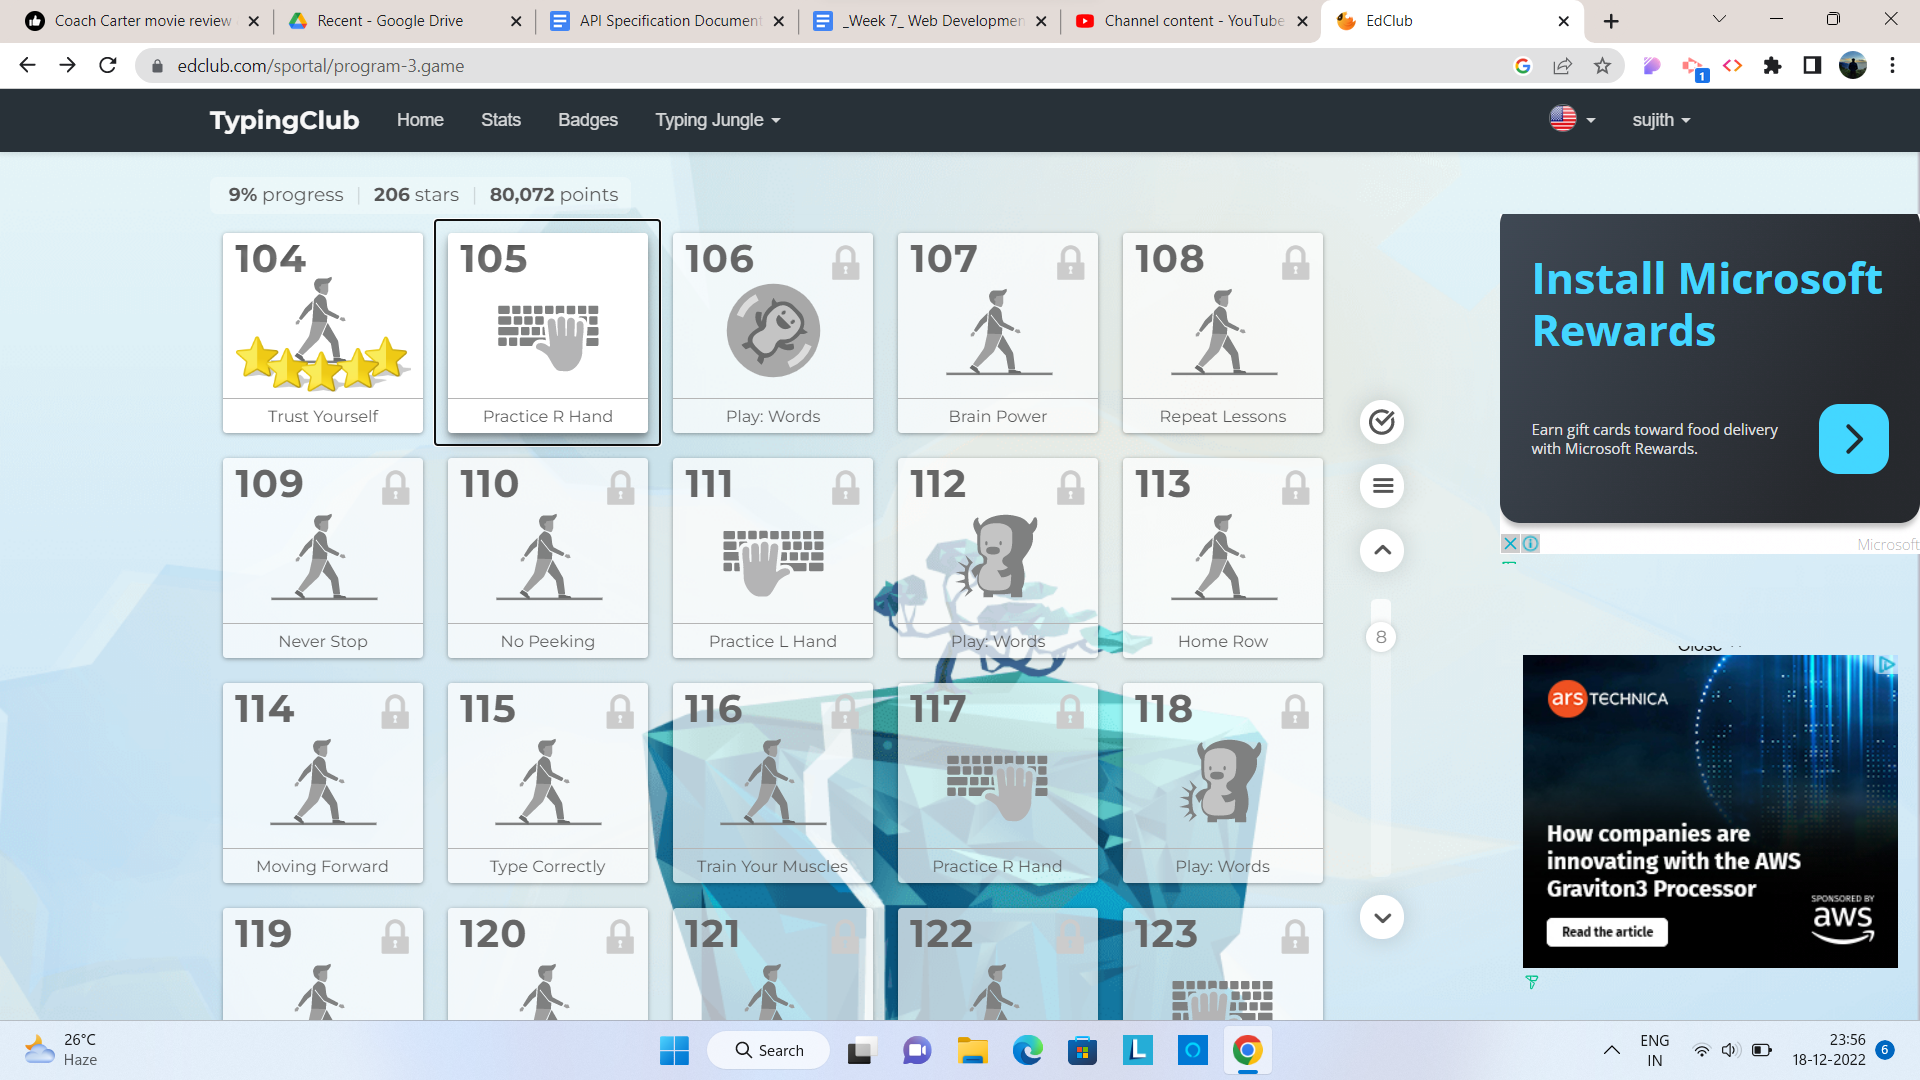 Coach Carter movie review
Recent - Google Drive
API Specification Document
_Week 7_ Web Developmen
Channel content - YouTube
EdClub
edclub.com/sportal/program-3.game
1
TypingClub
Home
Stats
Badges
Typing Jungle
sujith
9% progress
206 stars
80,072 points
104
105
106
107
108
Trust Yourself
Practice R Hand
Play: Words
Brain Power
Repeat Lessons
109
110
111
112
113
Never Stop
No Peeking
Practice L Hand
Play: Words
Home Row
114
115
116
117
118
Moving Forward
Type Correctly
Train Your Muscles
Practice R Hand
Play: Words
119
120
121
122
123
8
Install Microsoft
Rewards
Earn gift cards toward food delivery
with Microsoft Rewards.
Microsoft
Close
ars TECHNICA
How companies are
innovating with the AWS
Graviton3 Processor
Read the article
SPONSORED BY
aws
26°C
Haze
Search
L
ENG
IN
23:56
18-12-2022
6